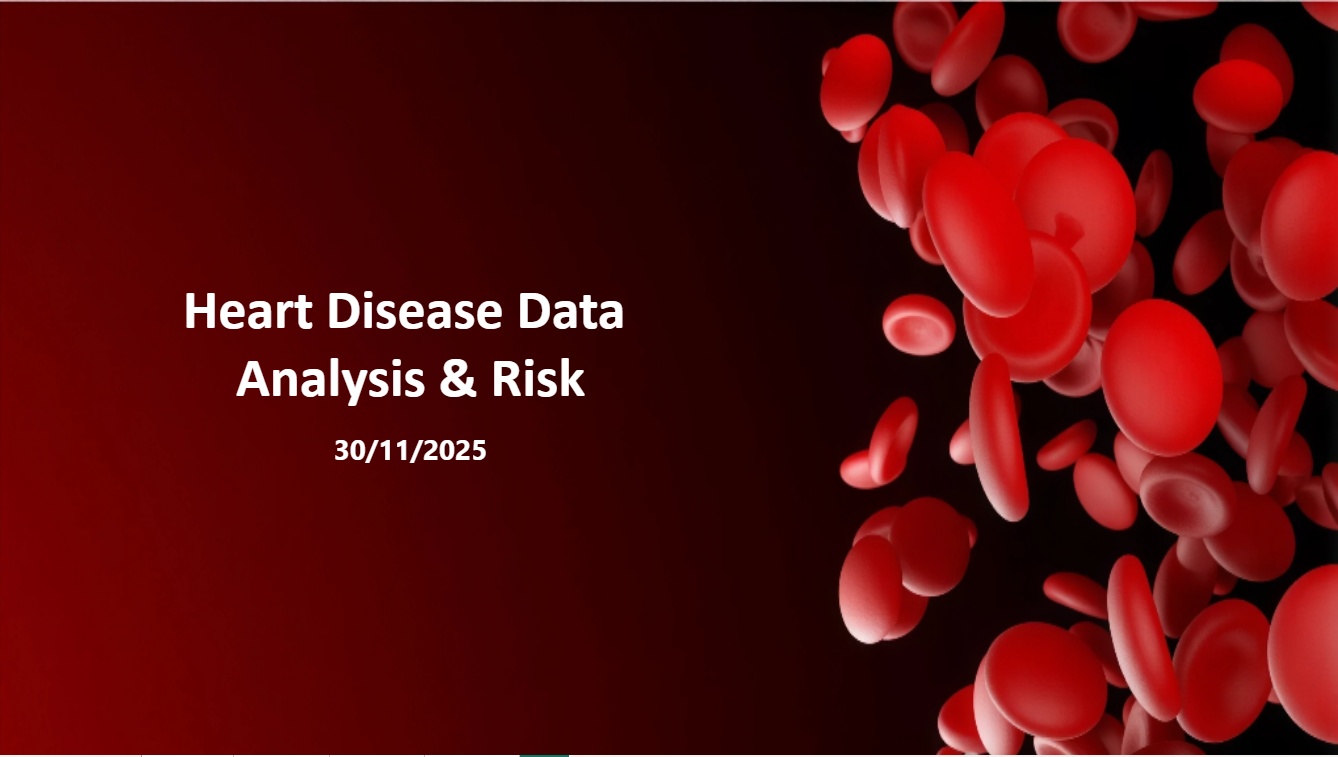 Heart Disease Data
Analysis & Risk
30/11/2025